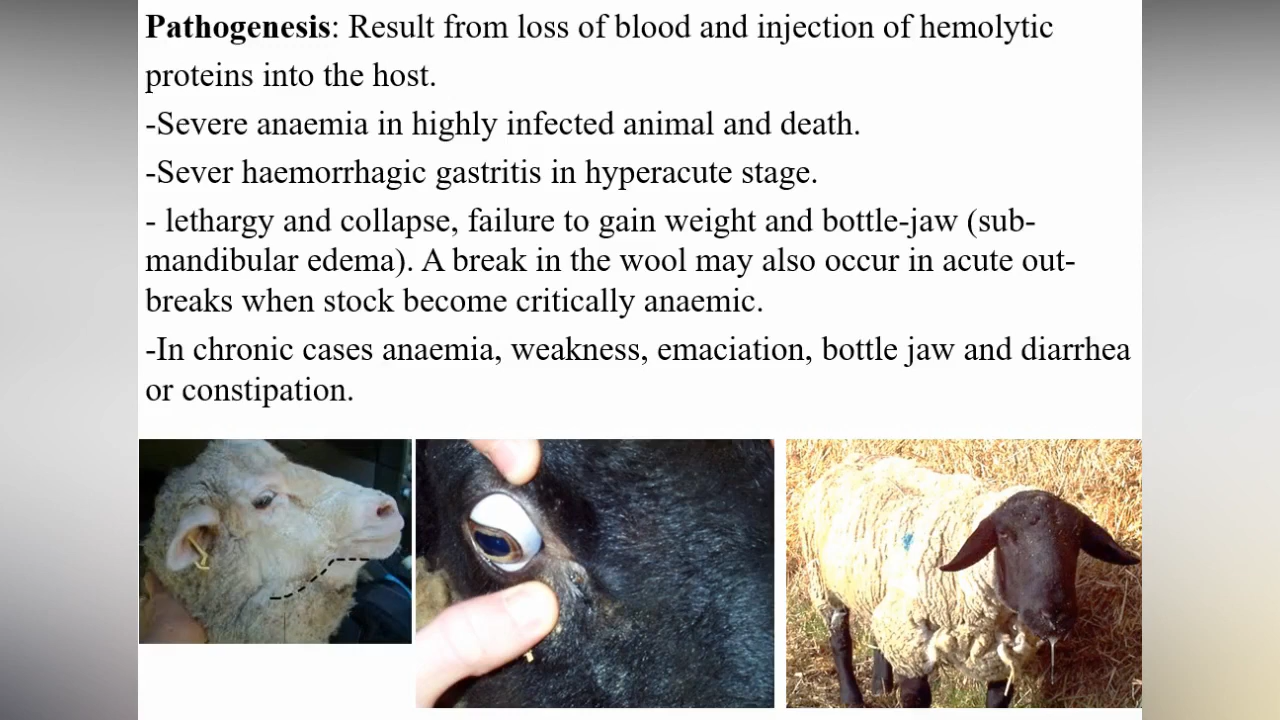 Pathogenesis: Result from loss of blood and injection of hemolytic
proteins into the host.
-Severe anaemia in highly infected animal and death.
-Sever haemorrhagic gastritis in hyperacute stage.
- lethargy and collapse, failure to gain weight and bottle-jaw (sub-
mandibular edema). A break in the wool may also occur in acute out-
breaks when stock become critically anaemic.
-In chronic cases anaemia, weakness, emaciation, bottle jaw and diarrhea
or constipation.